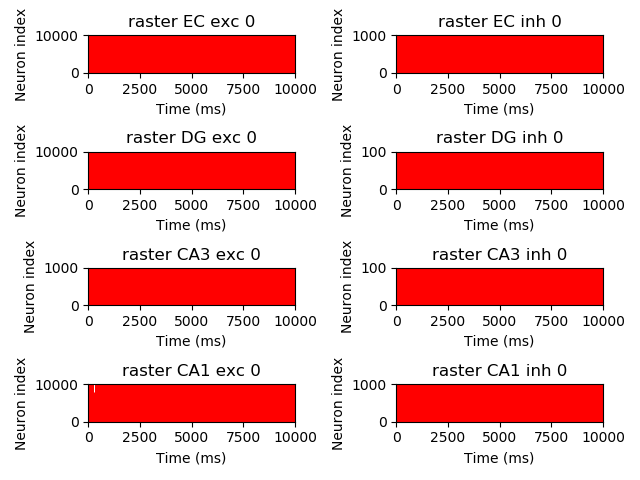 raster EC exc 0
10000
0
Neuron index
0 2500 5000 7500 10000
Time (ms)
raster EC inh 0
10000
0
Neuron index
0 2500 5000 7500 10000
Time (ms)
raster DG exc 0
10000
0
Neuron index
0 2500 5000 7500 10000
Time (ms)
raster DG inh 0
100
0
Neuron index
0 2500 5000 7500 10000
Time (ms)
raster CA3 exc 0
1000
0
Neuron index
0 2500 5000 7500 10000
Time (ms)
raster CA3 inh 0
100
0
Neuron index
0 2500 5000 7500 10000
Time (ms)
raster CA1 exc 0
10000
0
Neuron index
0 2500 5000 7500 10000
Time (ms)
raster CA1 inh 0
1000
0
Neuron index
0 2500 5000 7500 10000
Time (ms)